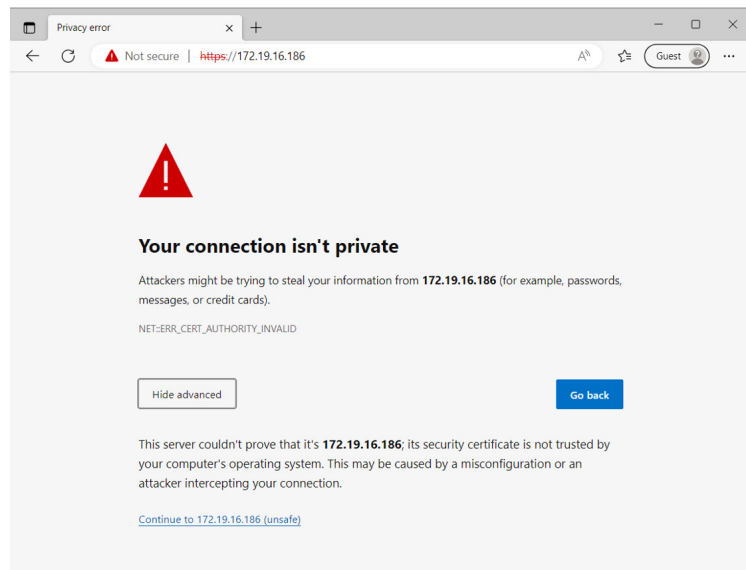 Privacy error
Not secure | https://172.19.16.186
Guest
Your connection isn't private
Attackers might be trying to steal your information from 172.19.16.186 (for example, passwords,
messages, or credit cards).
NET::ERR_CERT_AUTHORITY_INVALID
Hide advanced
Go back
This server couldn't prove that it's 172.19.16.186; its security certificate is not trusted by
your computer's operating system. This may be caused by a misconfiguration or an
attacker intercepting your connection.
Continue to 172.19.16.186 (unsafe)